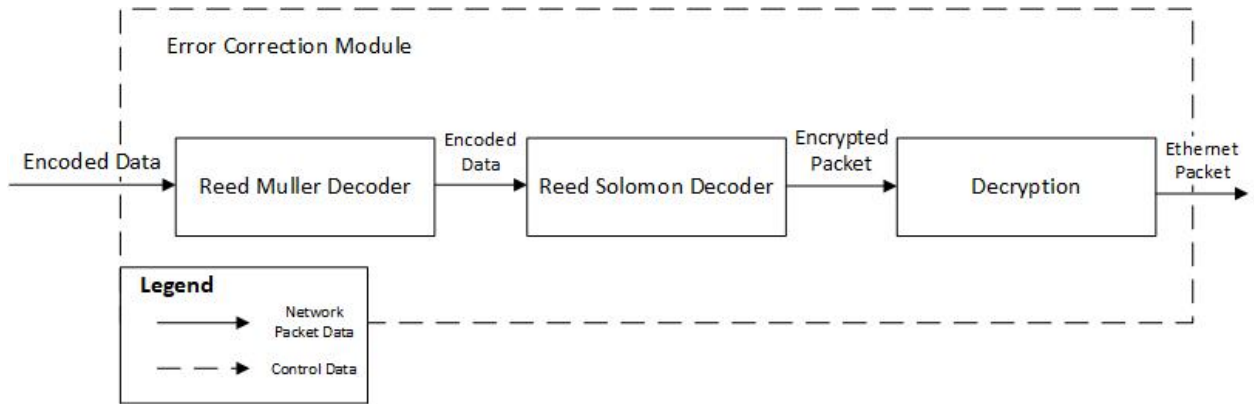 Error Correction Module
Encoded Data
Reed Muller Decoder
Encoded
Data
Reed Solomon Decoder
Encrypted
Packet
Decryption
Ethernet
Packet
Legend
Network
Packet Data
Control Data